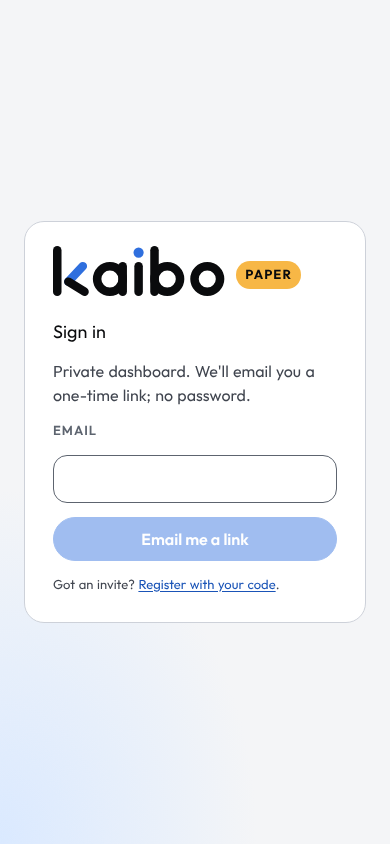 kaibo PAPER
Sign in
Private dashboard. We'll email you a
one-time link; no password.
EMAIL
Email me a link
Got an invite? Register with your code.